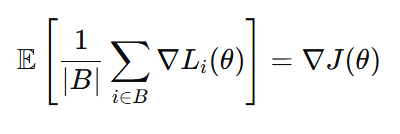 𝔼 [ 1/|B| ∑_{i∈B} ∇L_i(θ) ] = ∇J(θ)